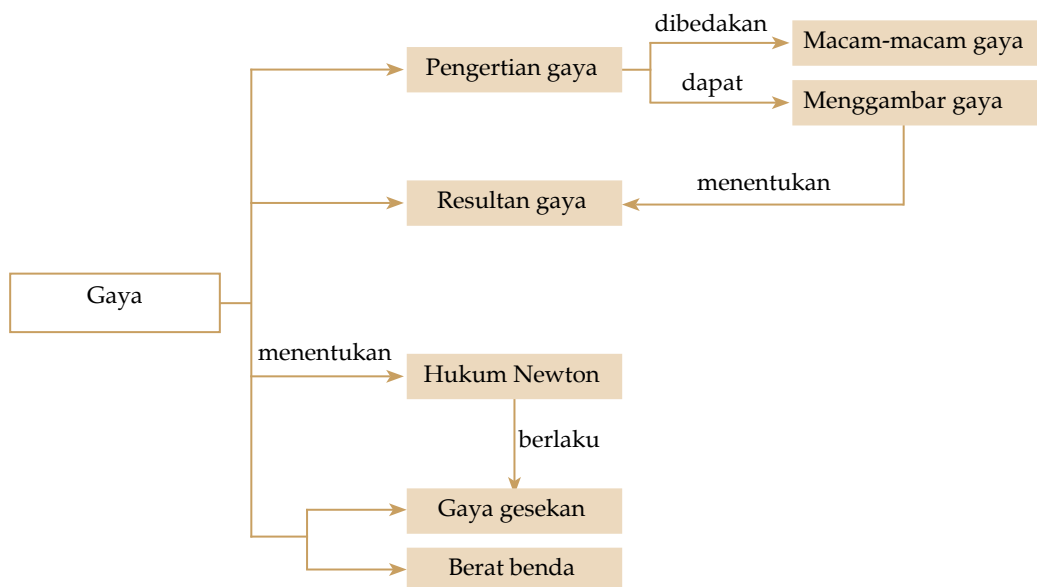 dibedakan
Macam-macam gaya
Pengertian gaya
dapat
Menggambar gaya
menentukan
Resultan gaya
Gaya
menentukan
Hukum Newton
berlaku
Gaya gesekan
Berat benda